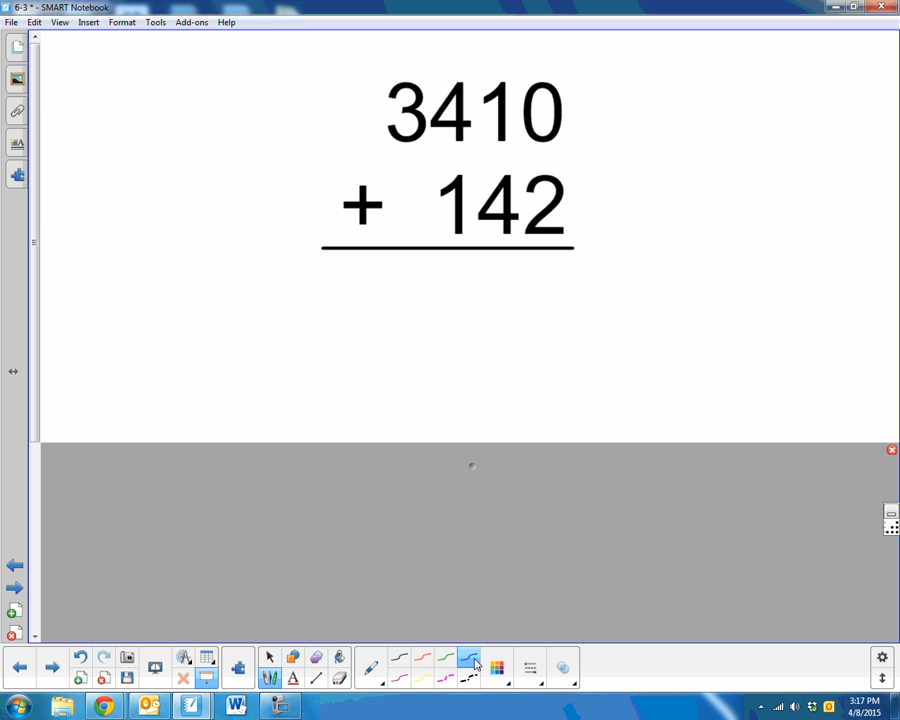 6-3 * - SMART Notebook
File Edit View Insert Format Tools Add-ons Help
3410
+ 142
3:17 PM
4/8/2015